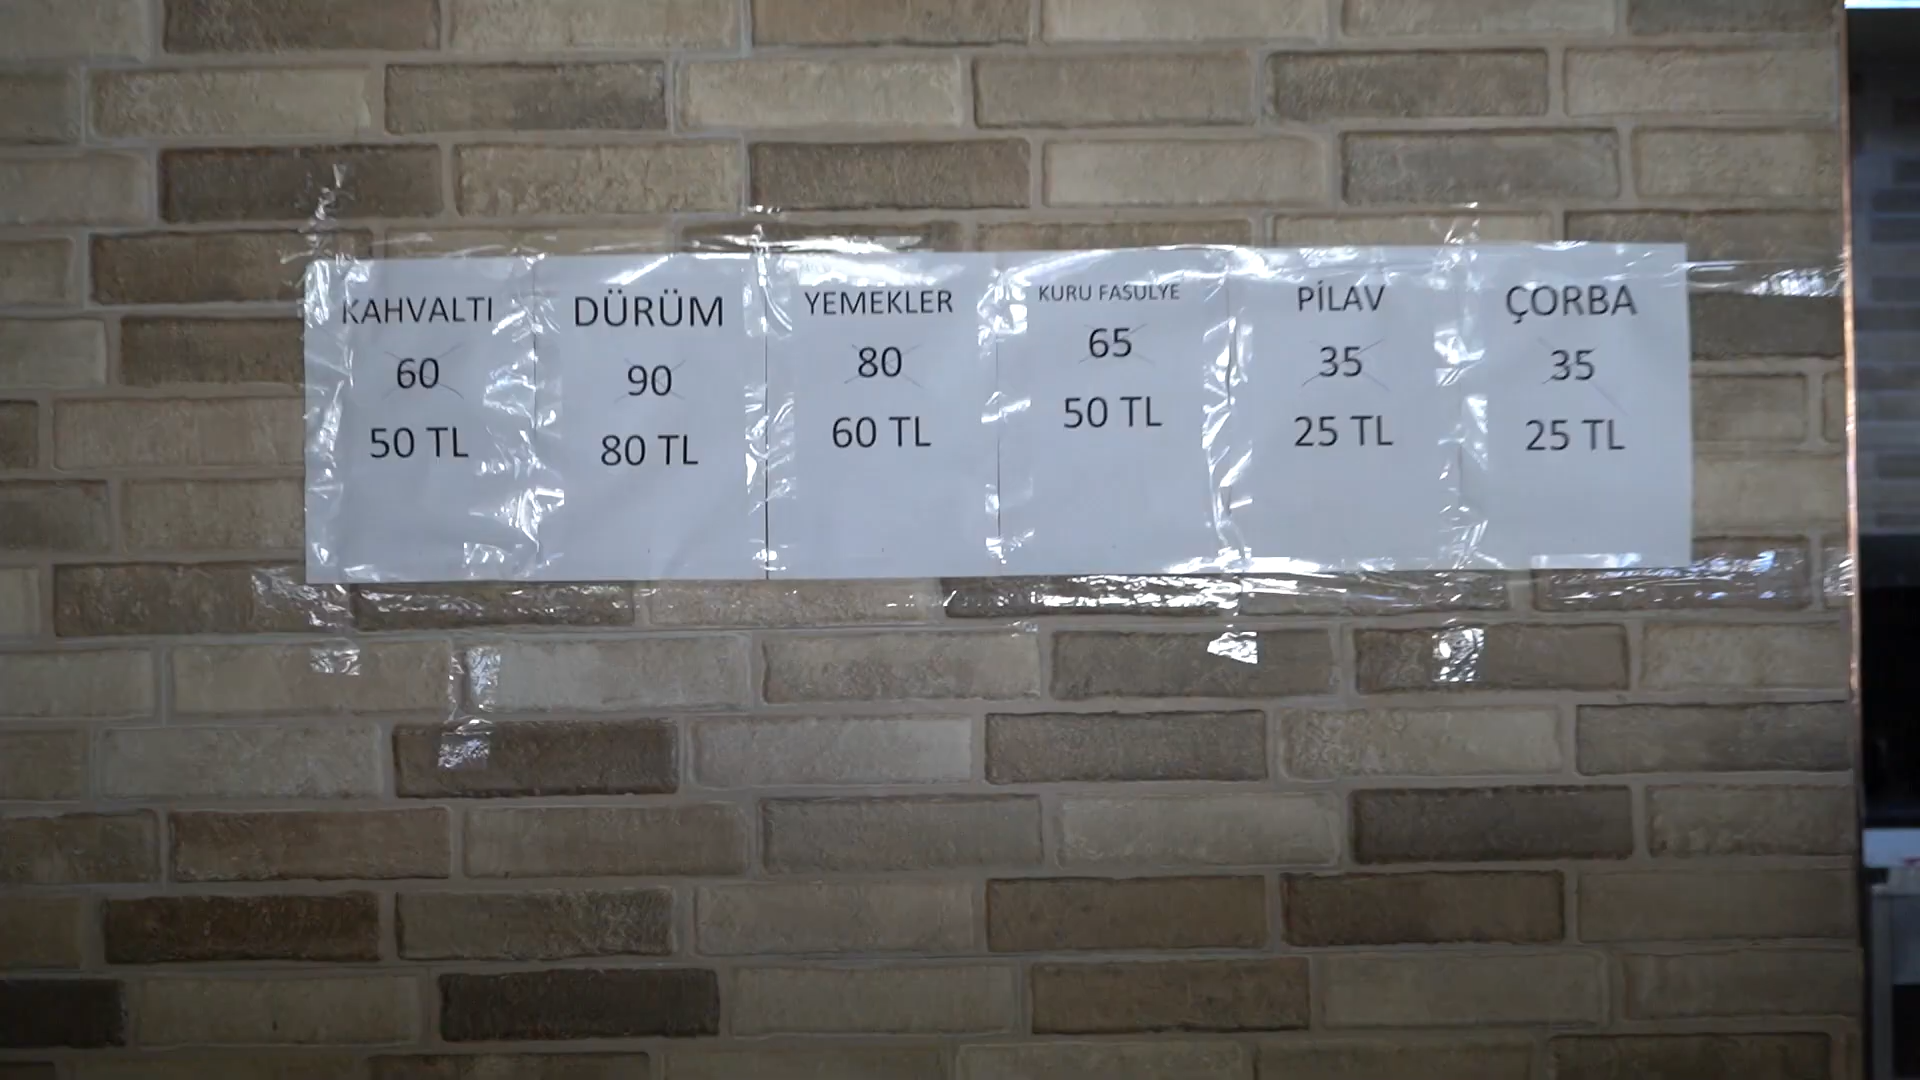 KAHVALTI
60
50 TL
DÜRÜM
90
80 TL
YEMEKLER
80
60 TL
KURU FASULYE
65
50 TL
PİLAV
35
25 TL
ÇORBA
35
25 TL